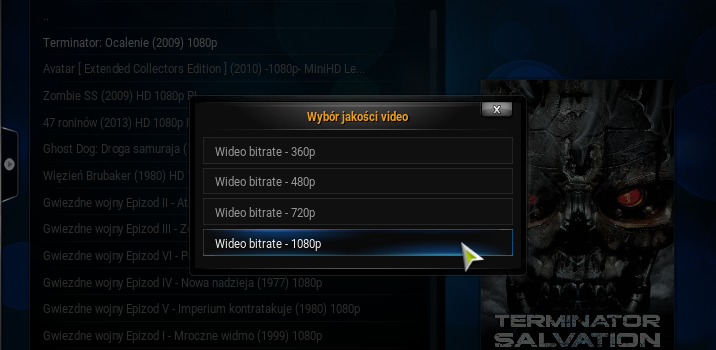 ..
Terminator: Ocalenie (2009) 1080p
Avatar [ Extended Collectors Edition ] (2010) -1080p- MiniHD Le...
Zombie SS (2009) HD 1080p PL
47 roninów (2013) HD 1080p
Ghost Dog: Droga samuraja (
Więzień Brubaker (1980) HD
Gwiezdne wojny Epizod II - At
Gwiezdne wojny Epizod III - Ze
Gwiezdne wojny Epizod VI - P
Gwiezdne wojny Epizod IV - Nowa nadzieja (1977) 1080p
Gwiezdne wojny Epizod V - Imperium kontratakuje (1980) 1080p
Gwiezdne wojny Epizod I - Mroczne widmo (1999) 1080p
Wybór jakości video
x
Wideo bitrate - 360p
Wideo bitrate - 480p
Wideo bitrate - 720p
Wideo bitrate - 1080p
TERMINATOR
SALVATION